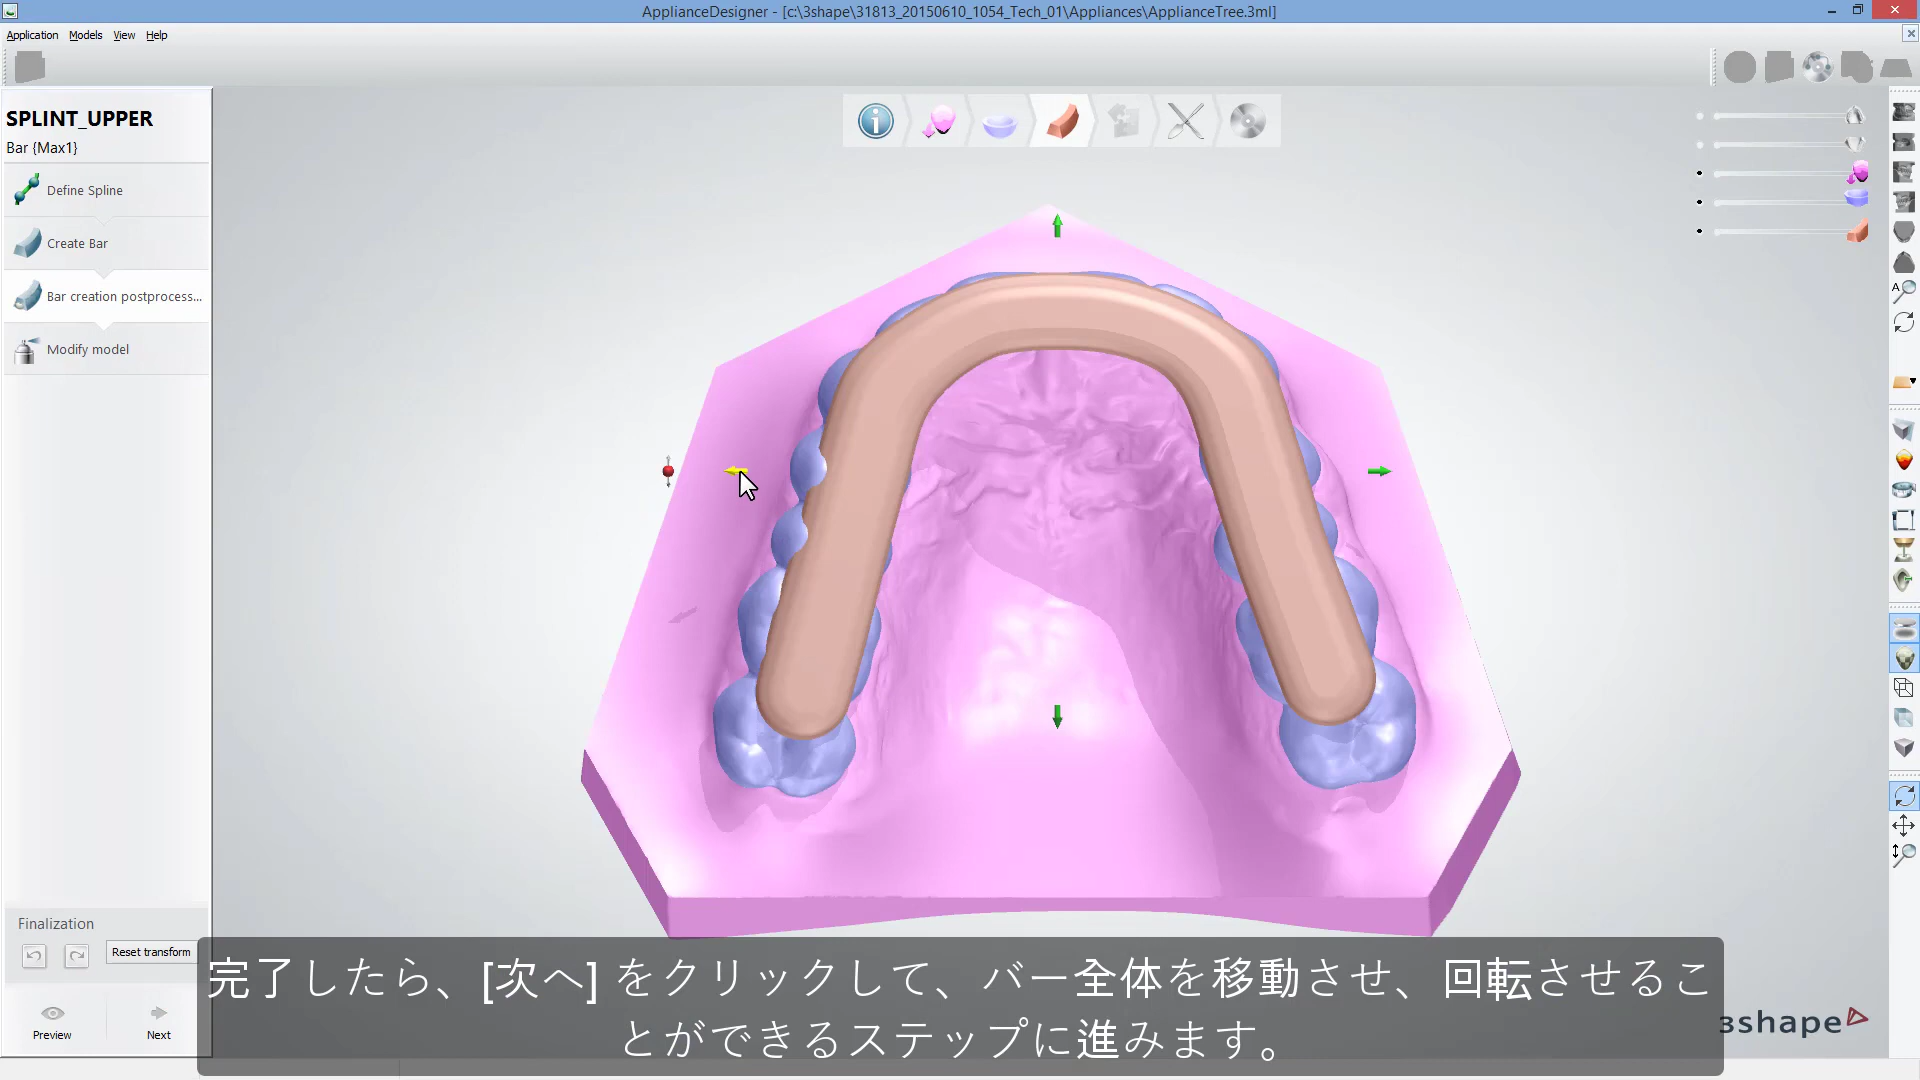 ApplianceDesigner - [c:\3shape\31813_20150610_1054_Tech_01\Appliances\ApplianceTree.3ml]
Application Models View Help
SPLINT_UPPER
Bar {Max1}
Define Spline
Create Bar
Bar creation postprocess...
Modify model
A
Finalization
Reset transform
Preview
Next
完了したら、[次へ] をクリックして、バー全体を移動させ、回転させるこ
とができるステップに進みます。
3shape